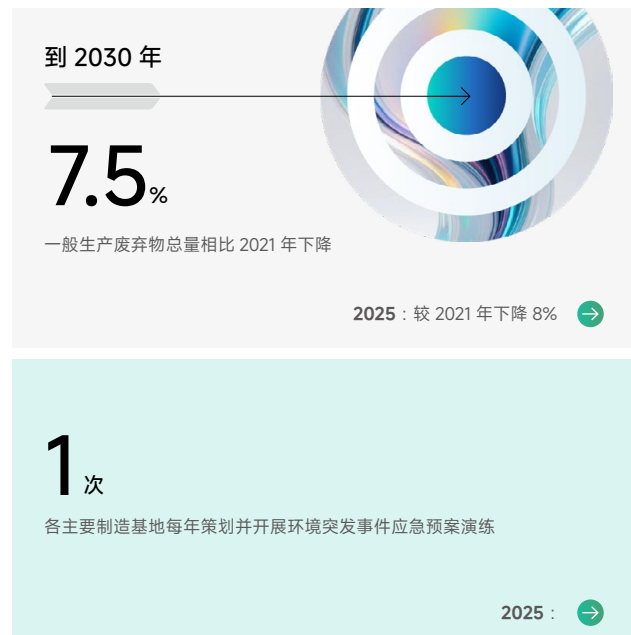 到 2030 年
7.5%
一般生产废弃物总量相比 2021 年下降
2025：较 2021 年下降 8%
1 次
各主要制造基地每年策划并开展环境突发事件应急预案演练
2025：